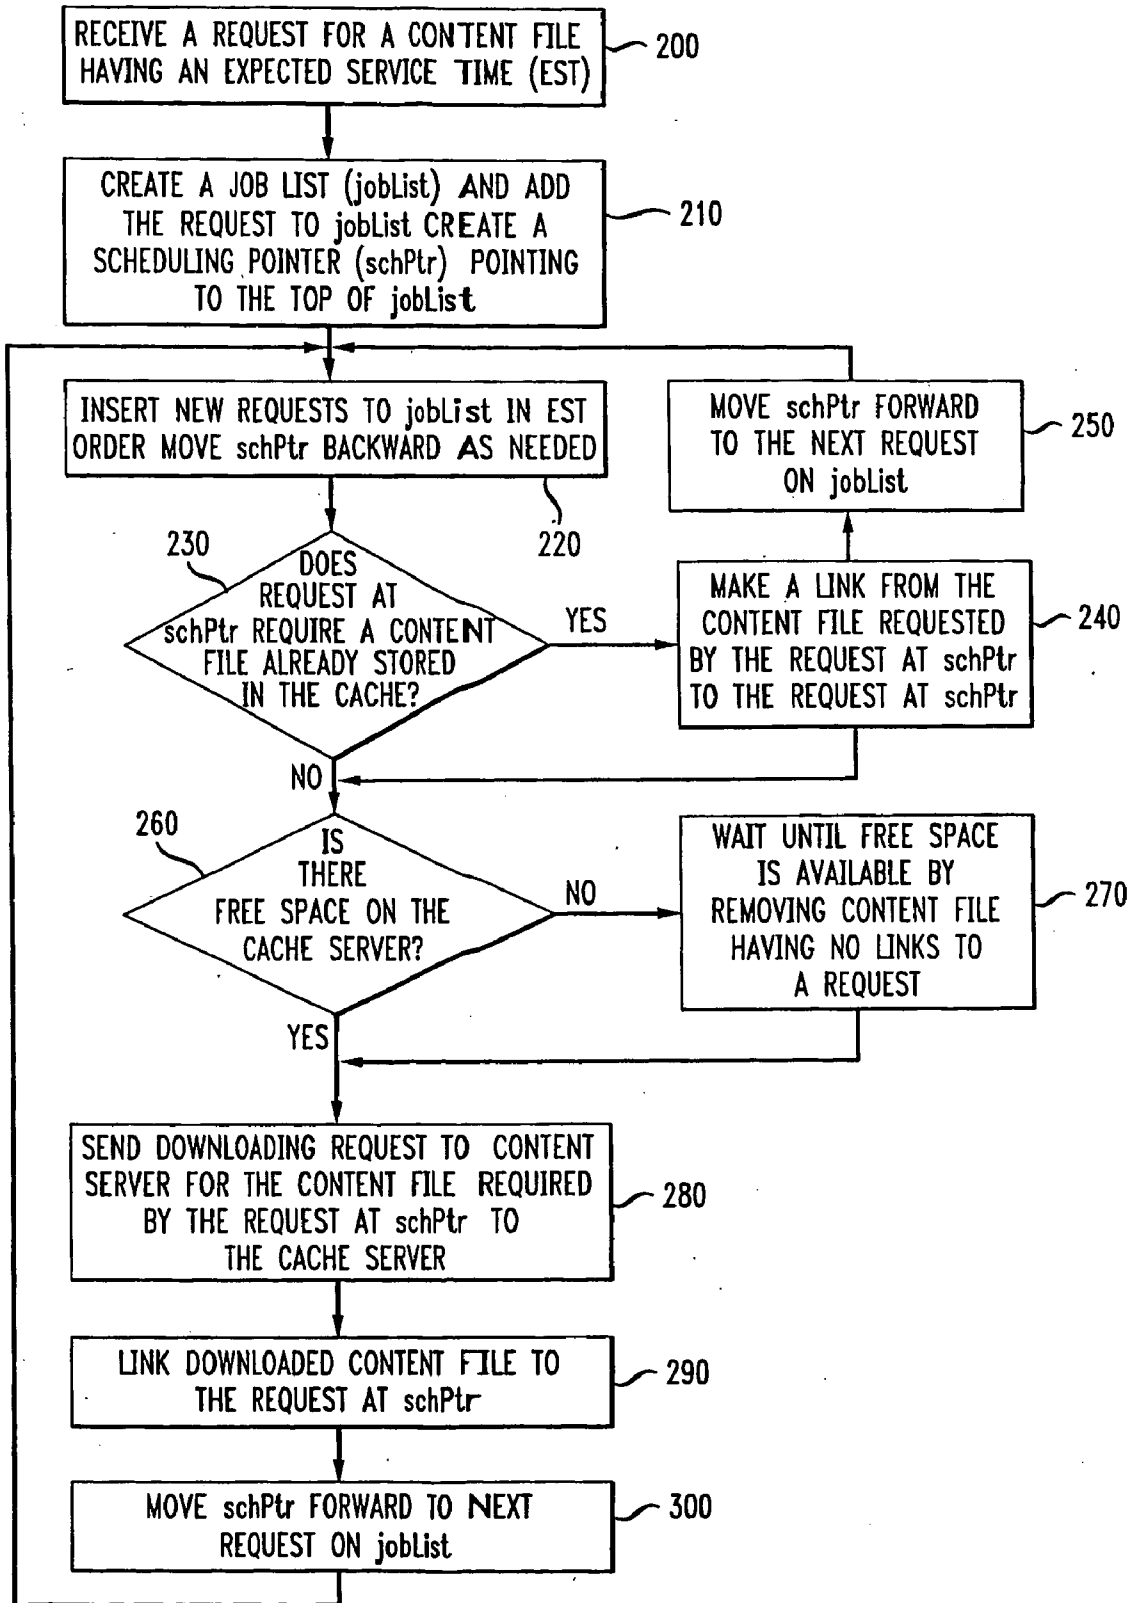 RECEIVE A REQUEST FOR A CONTENT FILE
HAVING AN EXPECTED SERVICE TIME (EST)
200
CREATE A JOB LIST (jobList) AND ADD
THE REQUEST TO jobList CREATE A
SCHEDULING POINTER (schPtr) POINTING
TO THE TOP OF jobList
210
INSERT NEW REQUESTS TO jobList IN EST
ORDER MOVE schPtr BACKWARD AS NEEDED
220
MOVE schPtr FORWARD
TO THE NEXT REQUEST
ON jobList
250
230
DOES
REQUEST AT
schPtr REQUIRE A CONTENT
FILE ALREADY STORED
IN THE CACHE?
YES
NO
MAKE A LINK FROM THE
CONTENT FILE REQUESTED
BY THE REQUEST AT schPtr
TO THE REQUEST AT schPtr
240
260
IS
THERE
FREE SPACE ON THE
CACHE SERVER?
NO
YES
WAIT UNTIL FREE SPACE
IS AVAILABLE BY
REMOVING CONTENT FILE
HAVING NO LINKS TO
A REQUEST
270
SEND DOWNLOADING REQUEST TO CONTENT
SERVER FOR THE CONTENT FILE REQUIRED
BY THE REQUEST AT schPtr TO
THE CACHE SERVER
280
LINK DOWNLOADED CONTENT FILE TO
THE REQUEST AT schPtr
290
MOVE schPtr FORWARD TO NEXT
REQUEST ON jobList
300